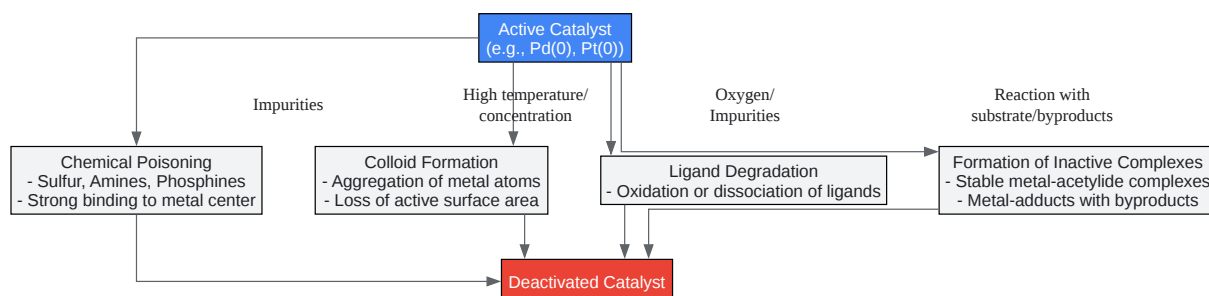 Active Catalyst
(e.g., Pd(0), Pt(0))
Impurities
High temperature/
concentration
Oxygen/
Impurities
Reaction with
substrate/byproducts
Chemical Poisoning
- Sulfur, Amines, Phosphines
- Strong binding to metal center
Colloid Formation
- Aggregation of metal atoms
- Loss of active surface area
Ligand Degradation
- Oxidation or dissociation of ligands
Formation of Inactive Complexes
- Stable metal-acetylide complexes
- Metal-adducts with byproducts
Deactivated Catalyst